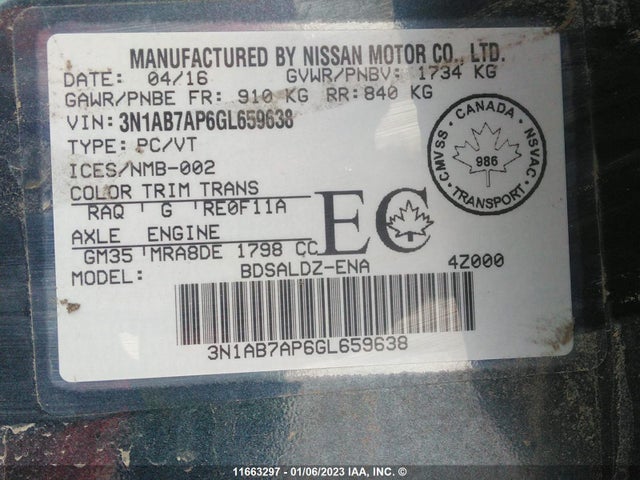 MANUFACTURED BY NISSAN MOTOR CO., LTD.
DATE: 04/16 GVWR/PNBV: 1734 KG
GAWR/PNBE FR: 910 KG RR: 840 KG
VIN: 3N1AB7AP6GL659638
TYPE: PC/VT
ICES/NMB-002
COLOR TRIM TRANS
RAQ G RE0F11A
AXLE ENGINE
GM35 MRA8DE 1798 CC
MODEL: BDSALDZ-ENA 4Z000
EC
CMVSS CANADA NSVAC
986
TRANSPORT
3N1AB7AP6GL659638
11663297 - 01/06/2023 IAA, INC. ©